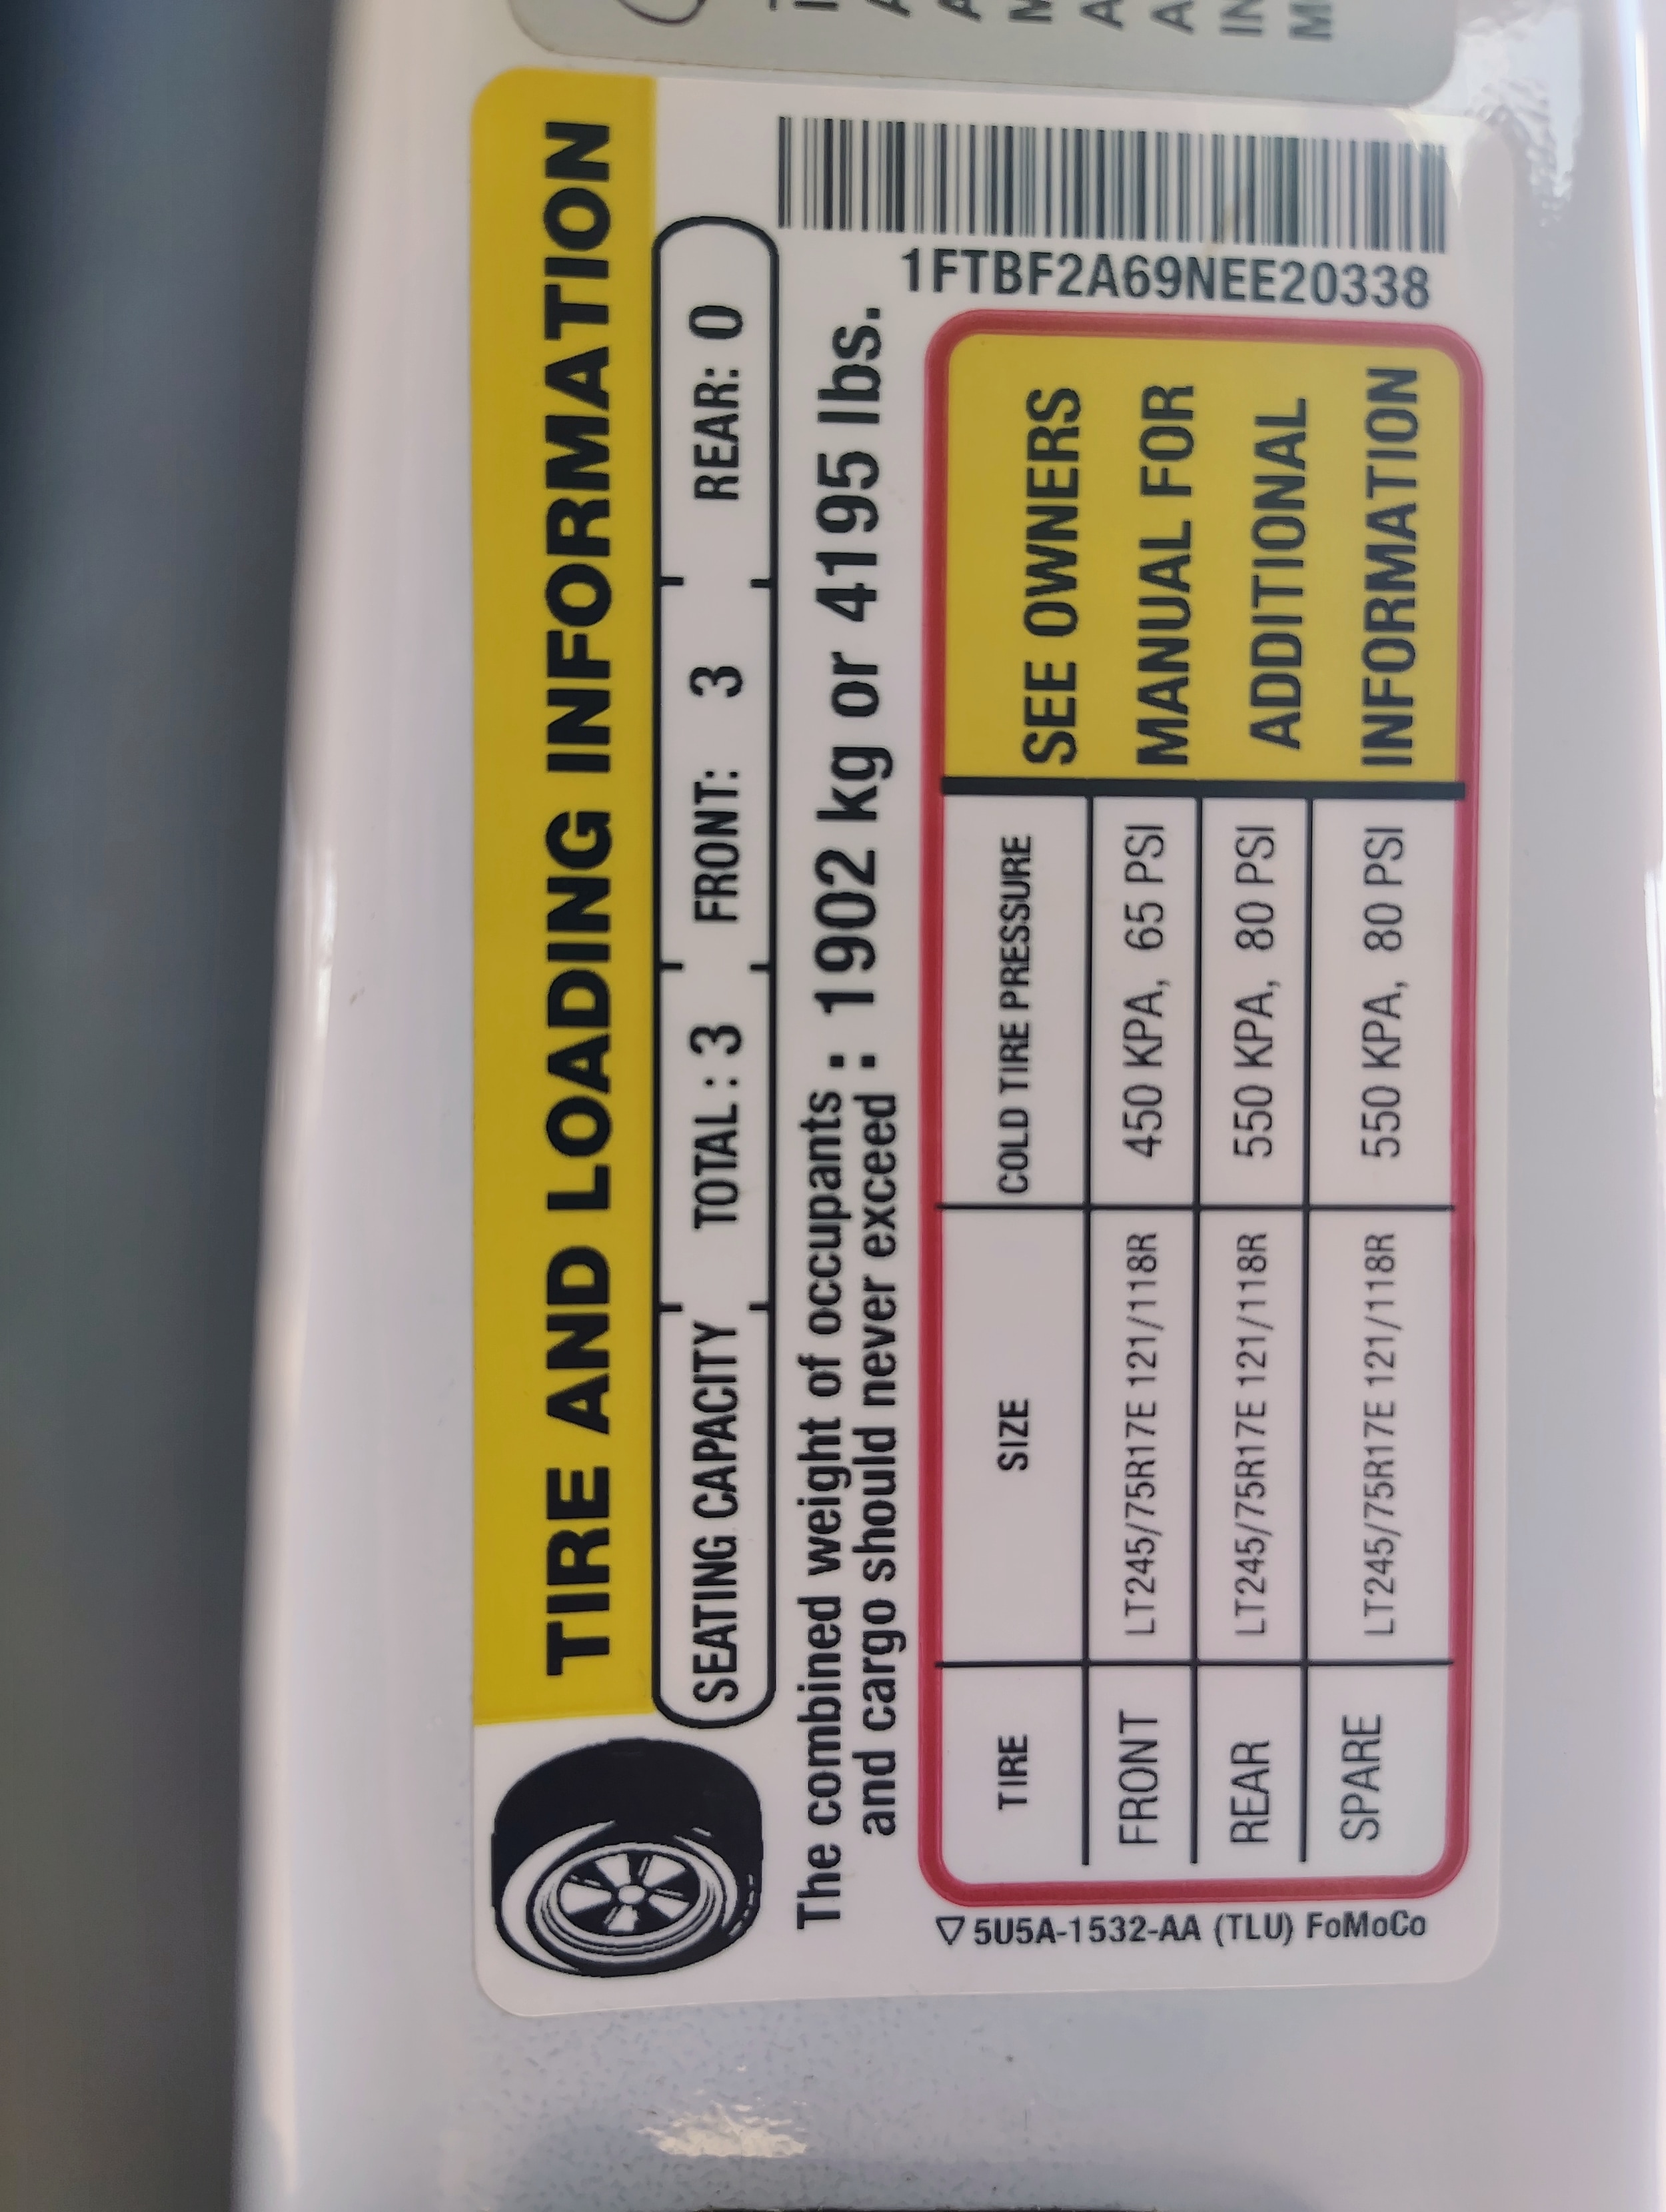 TIRE AND LOADING INFORMATION
SEATING CAPACITY TOTAL : 3 FRONT: 3 REAR: 0
The combined weight of occupants : 1902 kg or 4195 lbs.
and cargo should never exceed :
1FTBF2A69NEE20338
TIRE SIZE COLD TIRE PRESSURE
FRONT LT245/75R17E 121/118R 450 KPA, 65 PSI
REAR LT245/75R17E 121/118R 550 KPA, 80 PSI
SPARE LT245/75R17E 121/118R 550 KPA, 80 PSI
SEE OWNERS
MANUAL FOR
ADDITIONAL
INFORMATION
5U5A-1532-AA (TLU) FoMoCo